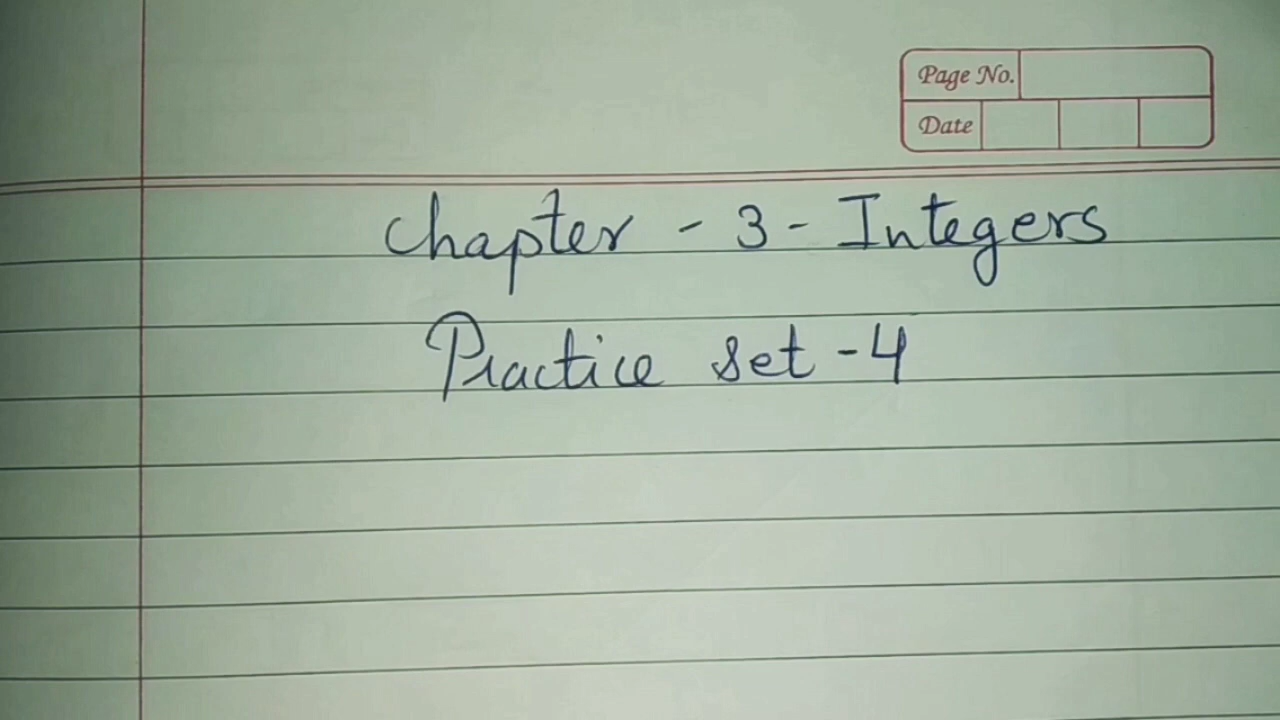 Page No.
Date
Chapter - 3 - Integers
Practice set - 4